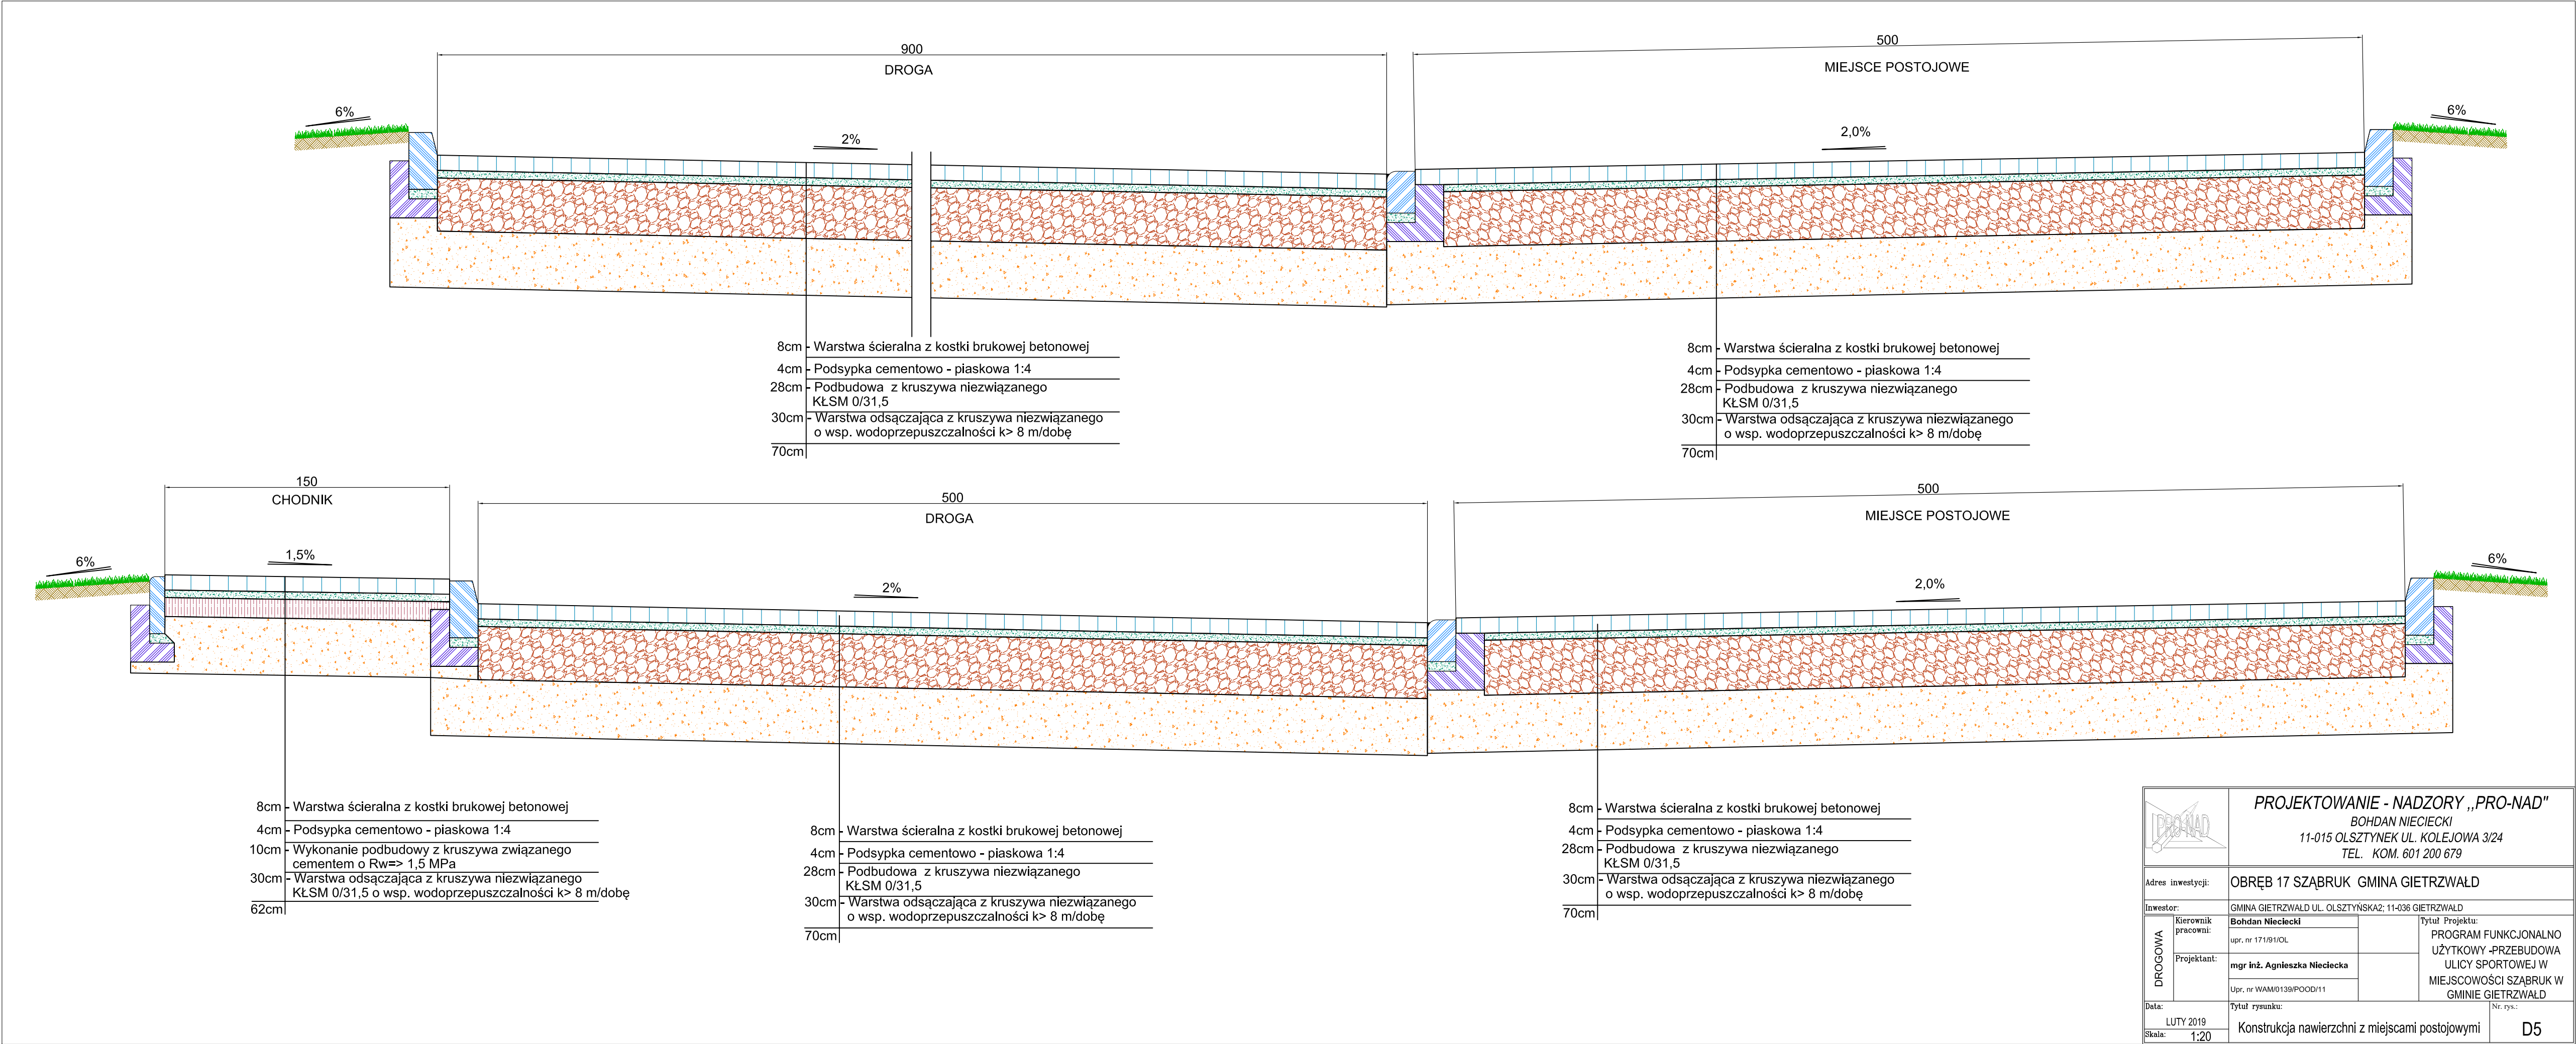 900
DROGA
500
MIEJSCE POSTOJOWE
6%
2%
2,0%
6%
8cm - Warstwa ścieralna z kostki brukowej betonowej
4cm - Podsypka cementowo - piaskowa 1:4
28cm - Podbudowa z kruszywa niezwiązanego
KŁSM 0/31,5
30cm - Warstwa odsączająca z kruszywa niezwiązanego
o wsp. wodoprzepuszczalności k> 8 m/dobę
70cm
8cm - Warstwa ścieralna z kostki brukowej betonowej
4cm - Podsypka cementowo - piaskowa 1:4
28cm - Podbudowa z kruszywa niezwiązanego
KŁSM 0/31,5
30cm - Warstwa odsączająca z kruszywa niezwiązanego
o wsp. wodoprzepuszczalności k> 8 m/dobę
70cm
150
CHODNIK
500
DROGA
500
MIEJSCE POSTOJOWE
6%
1,5%
2%
2,0%
6%
8cm - Warstwa ścieralna z kostki brukowej betonowej
4cm - Podsypka cementowo - piaskowa 1:4
10cm - Wykonanie podbudowy z kruszywa związanego
cementem o Rw=> 1,5 MPa
30cm - Warstwa odsączająca z kruszywa niezwiązanego
KŁSM 0/31,5 o wsp. wodoprzepuszczalności k> 8 m/dobę
62cm
8cm - Warstwa ścieralna z kostki brukowej betonowej
4cm - Podsypka cementowo - piaskowa 1:4
28cm - Podbudowa z kruszywa niezwiązanego
KŁSM 0/31,5
30cm - Warstwa odsączająca z kruszywa niezwiązanego
o wsp. wodoprzepuszczalności k> 8 m/dobę
70cm
8cm - Warstwa ścieralna z kostki brukowej betonowej
4cm - Podsypka cementowo - piaskowa 1:4
28cm - Podbudowa z kruszywa niezwiązanego
KŁSM 0/31,5
30cm - Warstwa odsączająca z kruszywa niezwiązanego
o wsp. wodoprzepuszczalności k> 8 m/dobę
70cm
PRO-NAD
PROJEKTOWANIE - NADZORY ,,PRO-NAD"
BOHDAN NIECIECKI
11-015 OLSZTYNEK UL. KOLEJOWA 3/24
TEL. KOM. 601 200 679
Adres inwestycji: OBRĘB 17 SZĄBRUK GMINA GIETRZWAŁD
Inwestor: GMINA GIETRZWAŁD UL. OLSZTYŃSKA2; 11-036 GIETRZWAŁD
DROGOWA
Kierownik
pracowni:
Bohdan Nieciecki
upr. nr 171/91/OL
Projektant:
mgr inż. Agnieszka Nieciecka
Upr. nr WAM/0139/POOD/11
Tytuł Projektu:
PROGRAM FUNKCJONALNO
UŻYTKOWY -PRZEBUDOWA
ULICY SPORTOWEJ W
MIEJSCOWOŚCI SZĄBRUK W
GMINIE GIETRZWAŁD
Data:
LUTY 2019
Skala: 1:20
Tytuł rysunku:
Konstrukcja nawierzchni z miejscami postojowymi
Nr. rys.:
D5